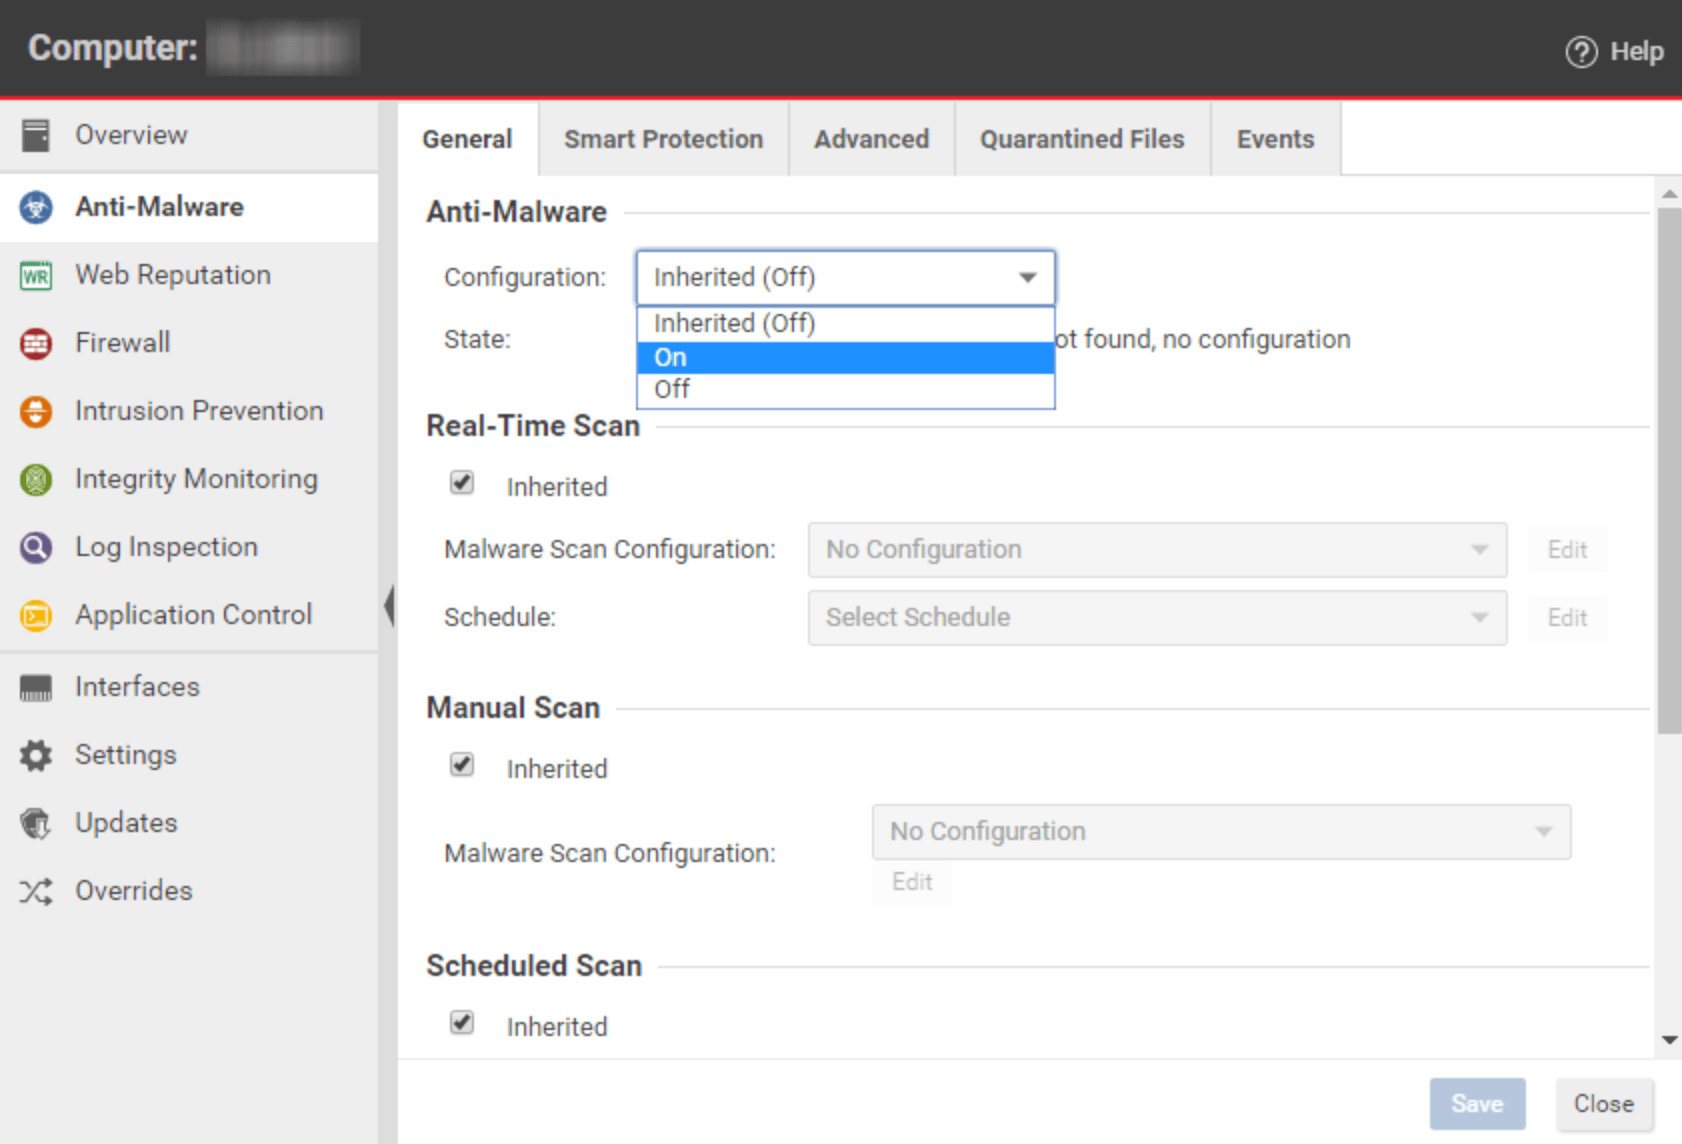 Computer:
Help
Overview
Anti-Malware
WR
Web Reputation
Firewall
Intrusion Prevention
Integrity Monitoring
Log Inspection
Application Control
Interfaces
Settings
Updates
Overrides
General
Smart Protection
Advanced
Quarantined Files
Events
Anti-Malware
Configuration:
Inherited (Off)
Inherited (Off)
On
Off
State:
ot found, no configuration
Real-Time Scan
Inherited
Malware Scan Configuration:
No Configuration
Edit
Schedule:
Select Schedule
Edit
Manual Scan
Inherited
Malware Scan Configuration:
No Configuration
Edit
Scheduled Scan
Inherited
Save
Close